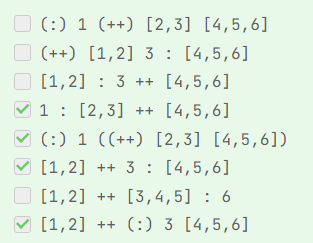 (:) 1 (++) [2,3] [4,5,6]
(++) [1,2] 3 : [4,5,6]
[1,2] : 3 ++ [4,5,6]
1 : [2,3] ++ [4,5,6]
(:) 1 ((++) [2,3] [4,5,6])
[1,2] ++ 3 : [4,5,6]
[1,2] ++ [3,4,5] : 6
[1,2] ++ (:) 3 [4,5,6]